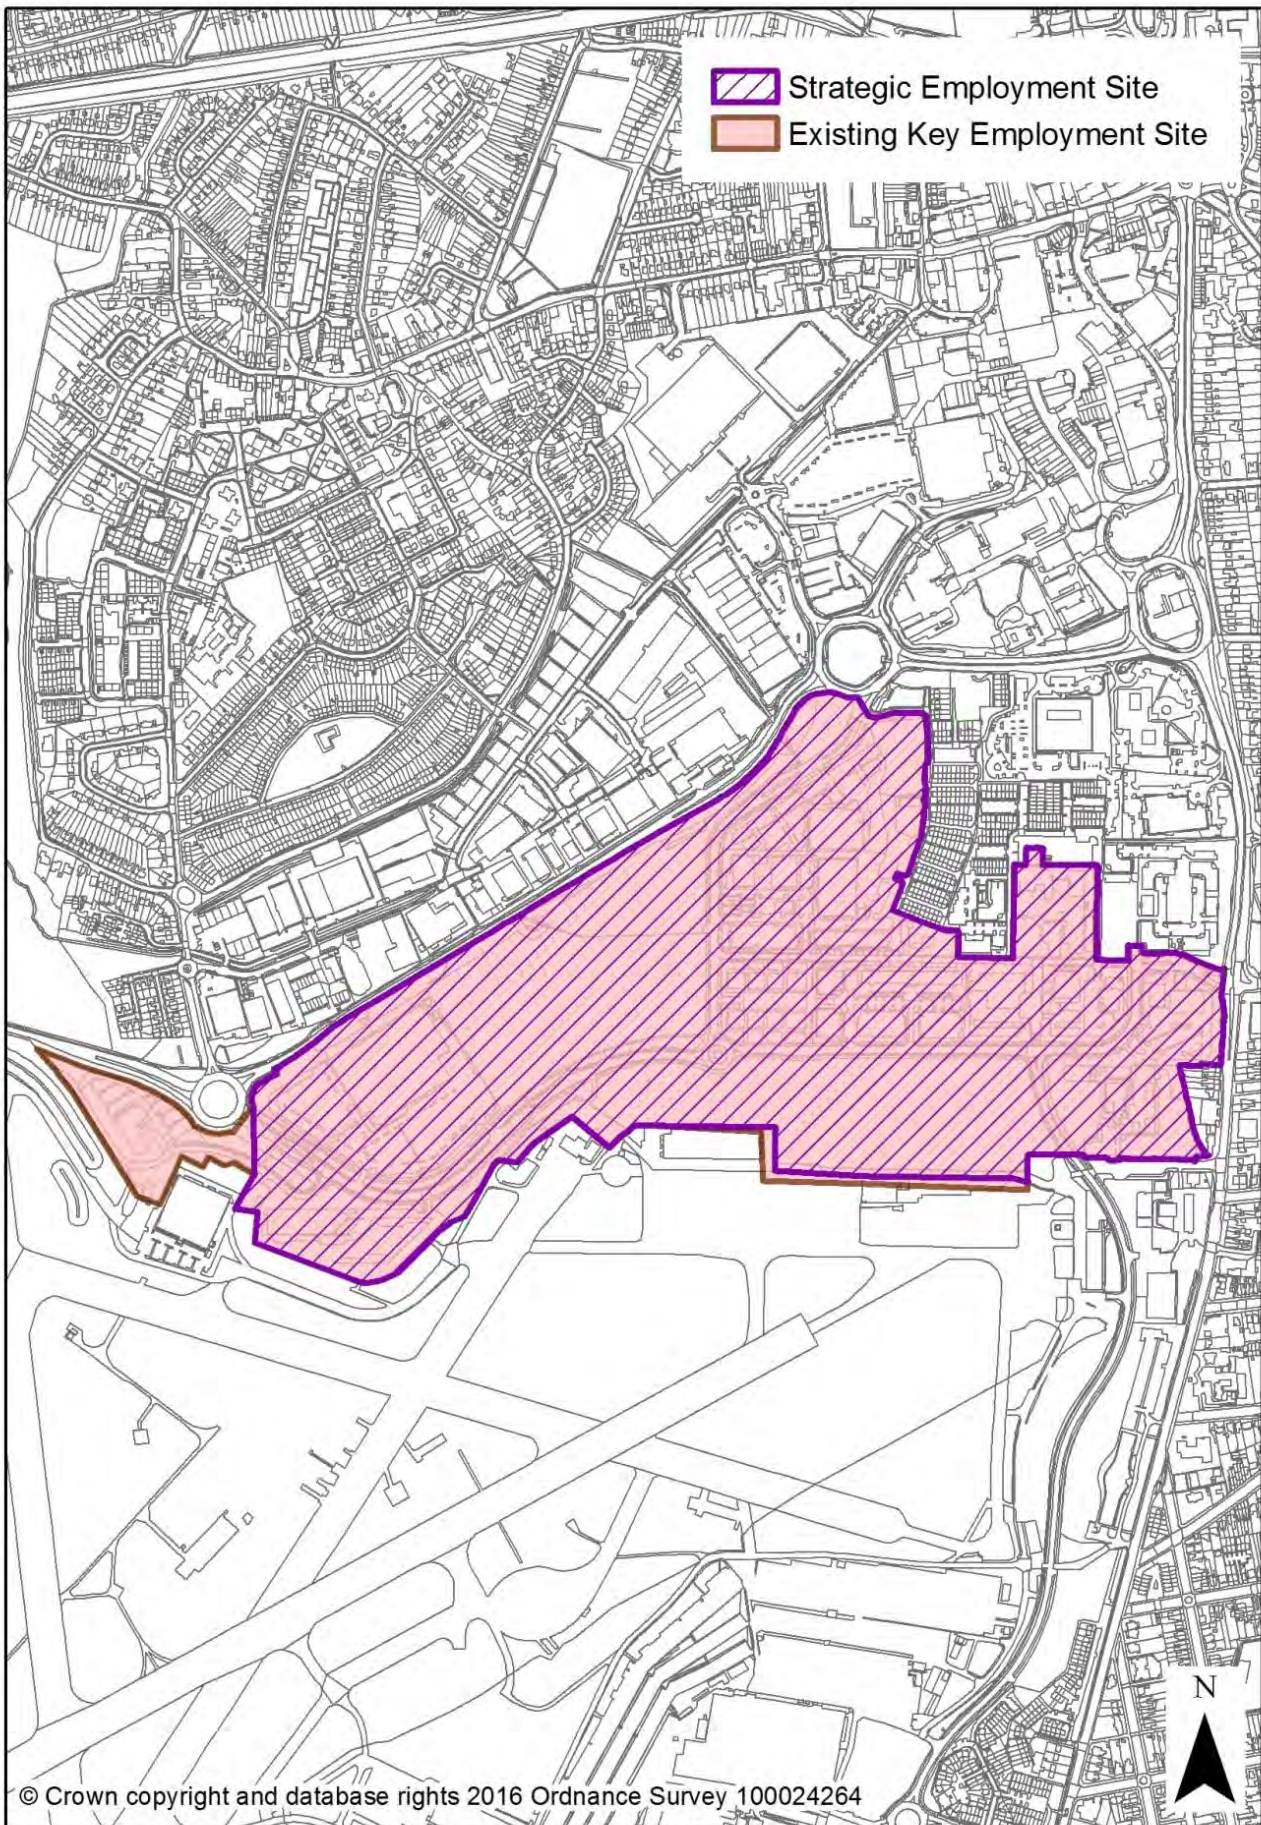 Strategic Employment Site
Existing Key Employment Site
N
© Crown copyright and database rights 2016 Ordnance Survey 100024264